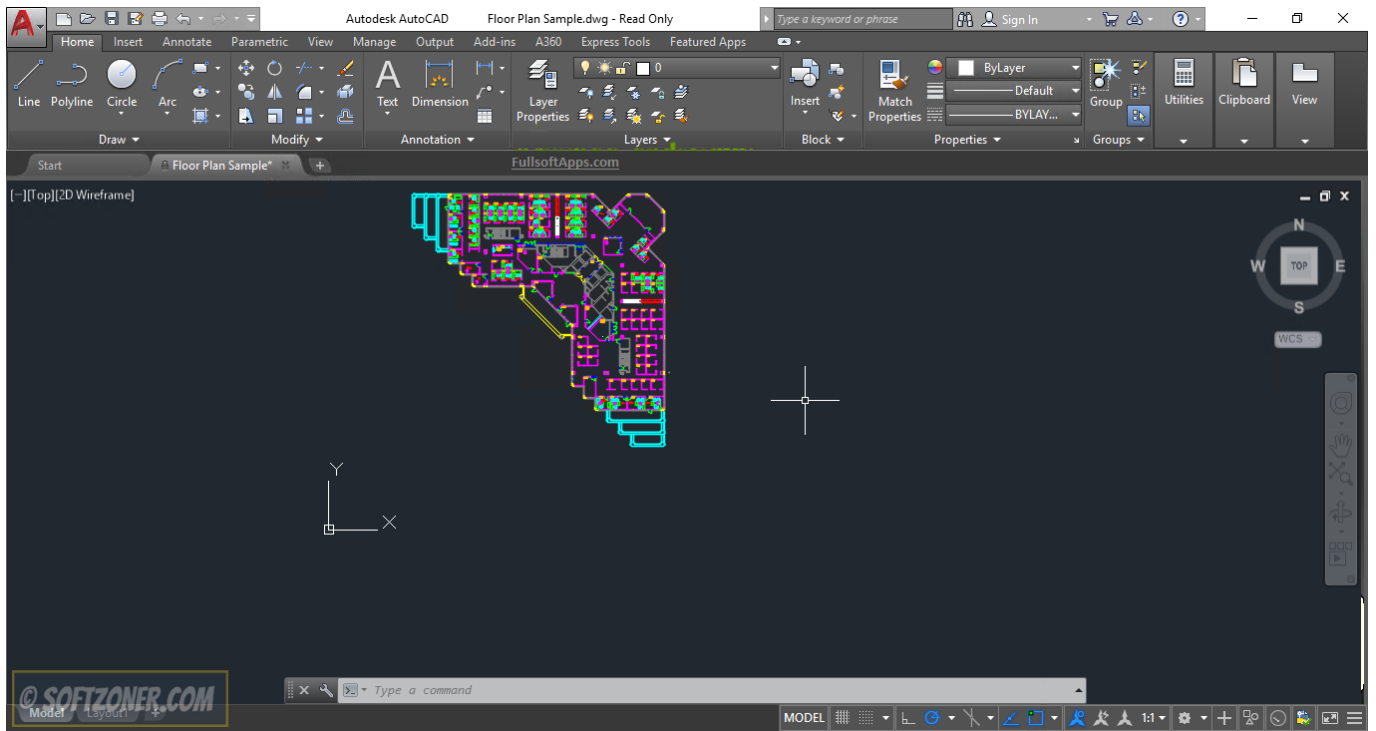 Autodesk AutoCAD Floor Plan Sample.dwg - Read Only Type a keyword or phrase Sign In ?
Home Insert Annotate Parametric View Manage Output Add-ins A360 Express Tools Featured Apps
A
Line Polyline Circle Arc
Text Dimension
Layer Properties
0
Insert
Match Properties
ByLayer
Default
BYLAY...
Group
Utilities
Clipboard
View
Draw Modify Annotation Layers Block Properties Groups
Start Floor Plan Sample* +
FullsoftApps.com
[−][Top][2D Wireframe]
N
W TOP E
S
WCS
Y
X
Type a command
© SOFTZONER.COM
Model Layout1 +
MODEL 1:1